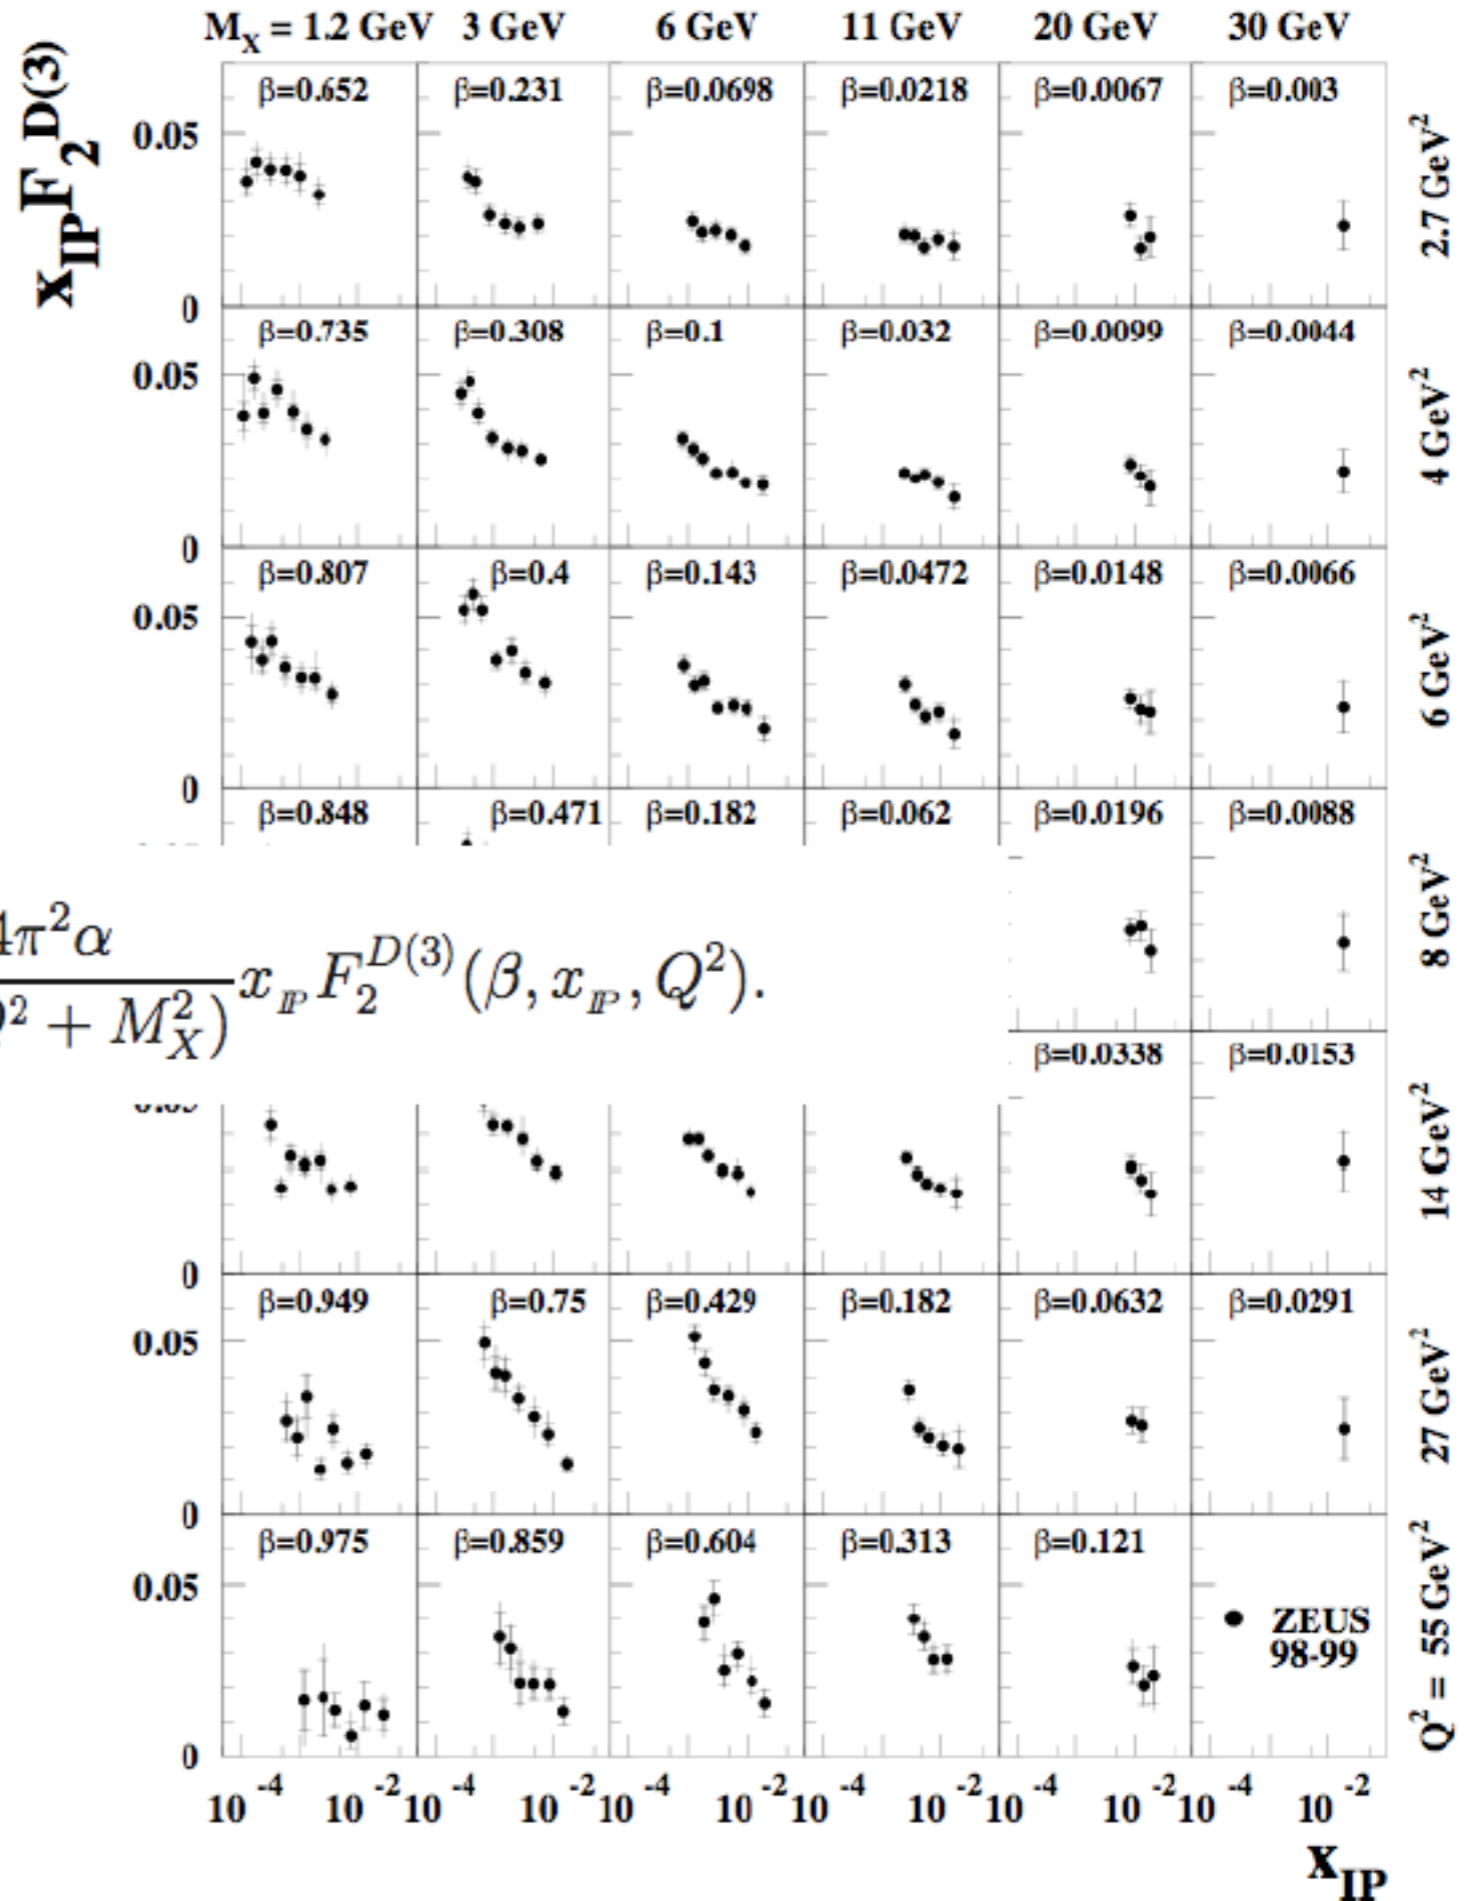 M_X = 1.2 GeV 3 GeV 6 GeV 11 GeV 20 GeV 30 GeV
x_IP F_2^D(3)
β=0.652 β=0.231 β=0.0698 β=0.0218 β=0.0067 β=0.003
0.05
2.7 GeV²
0
β=0.735 β=0.308 β=0.1 β=0.032 β=0.0099 β=0.0044
0.05
4 GeV²
0
β=0.807 β=0.4 β=0.143 β=0.0472 β=0.0148 β=0.0066
0.05
6 GeV²
0
β=0.848 β=0.471 β=0.182 β=0.062 β=0.0196 β=0.0088
8 GeV²
4π²α
² + M_X²) x_IP F_2^D(3) (β, x_IP, Q²).
β=0.0338 β=0.0153
14 GeV²
0
β=0.949 β=0.75 β=0.429 β=0.182 β=0.0632 β=0.0291
0.05
27 GeV²
0
β=0.975 β=0.859 β=0.604 β=0.313 β=0.121
0.05
ZEUS
98-99
Q² = 55 GeV²
0
10^-4 10^-2 10^-4 10^-2 10^-4 10^-2 10^-4 10^-2 10^-4 10^-2 10^-4 10^-2
x_IP